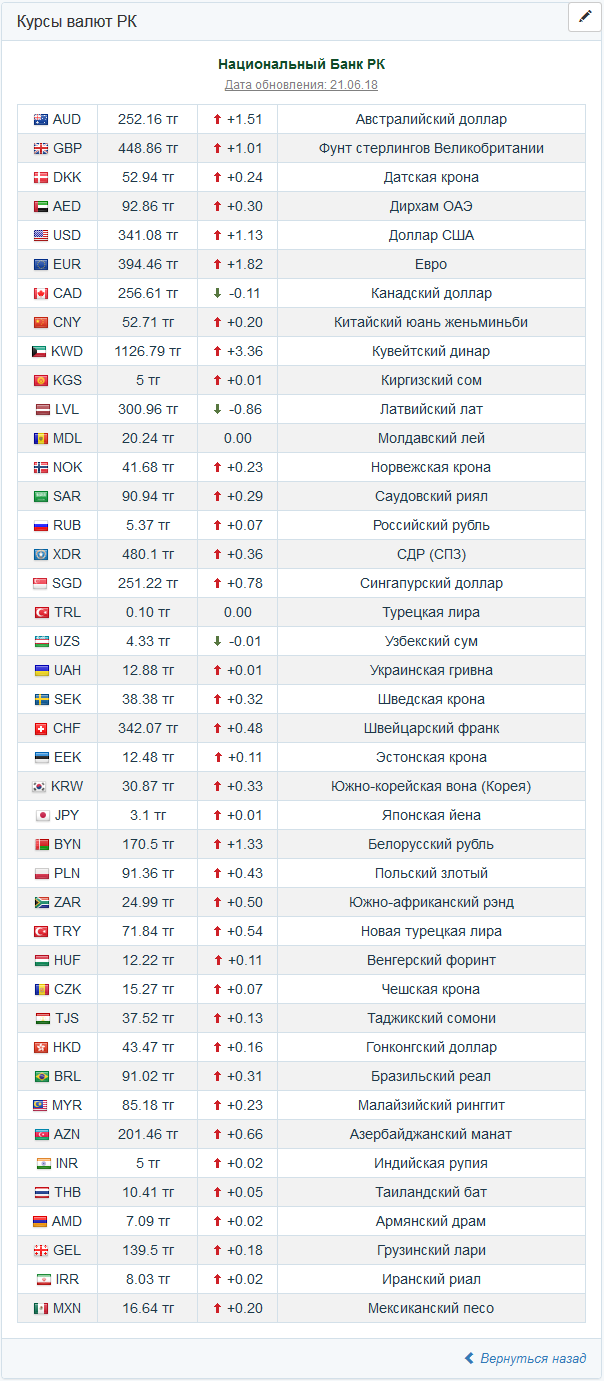 Курсы валют РК
Национальный Банк РК
Дата обновления: 21.06.18
AUD 252.16 тг +1.51 Австралийский доллар
GBP 448.86 тг +1.01 Фунт стерлингов Великобритании
DKK 52.94 тг +0.24 Датская крона
AED 92.86 тг +0.30 Дирхам ОАЭ
USD 341.08 тг +1.13 Доллар США
EUR 394.46 тг +1.82 Евро
CAD 256.61 тг -0.11 Канадский доллар
CNY 52.71 тг +0.20 Китайский юань женьминьби
KWD 1126.79 тг +3.36 Кувейтский динар
KGS 5 тг +0.01 Киргизский сом
LVL 300.96 тг -0.86 Латвийский лат
MDL 20.24 тг 0.00 Молдавский лей
NOK 41.68 тг +0.23 Норвежская крона
SAR 90.94 тг +0.29 Саудовский риял
RUB 5.37 тг +0.07 Российский рубль
XDR 480.1 тг +0.36 СДР (СПЗ)
SGD 251.22 тг +0.78 Сингапурский доллар
TRL 0.10 тг 0.00 Турецкая лира
UZS 4.33 тг -0.01 Узбекский сум
UAH 12.88 тг +0.01 Украинская гривна
SEK 38.38 тг +0.32 Шведская крона
CHF 342.07 тг +0.48 Швейцарский франк
EEK 12.48 тг +0.11 Эстонская крона
KRW 30.87 тг +0.33 Южно-корейская вона (Корея)
JPY 3.1 тг +0.01 Японская йена
BYN 170.5 тг +1.33 Белорусский рубль
PLN 91.36 тг +0.43 Польский злотый
ZAR 24.99 тг +0.50 Южно-африканский рэнд
TRY 71.84 тг +0.54 Новая турецкая лира
HUF 12.22 тг +0.11 Венгерский форинт
CZK 15.27 тг +0.07 Чешская крона
TJS 37.52 тг +0.13 Таджикский сомони
HKD 43.47 тг +0.16 Гонконгский доллар
BRL 91.02 тг +0.31 Бразильский реал
MYR 85.18 тг +0.23 Малайзийский ринггит
AZN 201.46 тг +0.66 Азербайджанский манат
INR 5 тг +0.02 Индийская рупия
THB 10.41 тг +0.05 Таиландский бат
AMD 7.09 тг +0.02 Армянский драм
GEL 139.5 тг +0.18 Грузинский лари
IRR 8.03 тг +0.02 Иранский риал
MXN 16.64 тг +0.20 Мексиканский песо
Вернуться назад